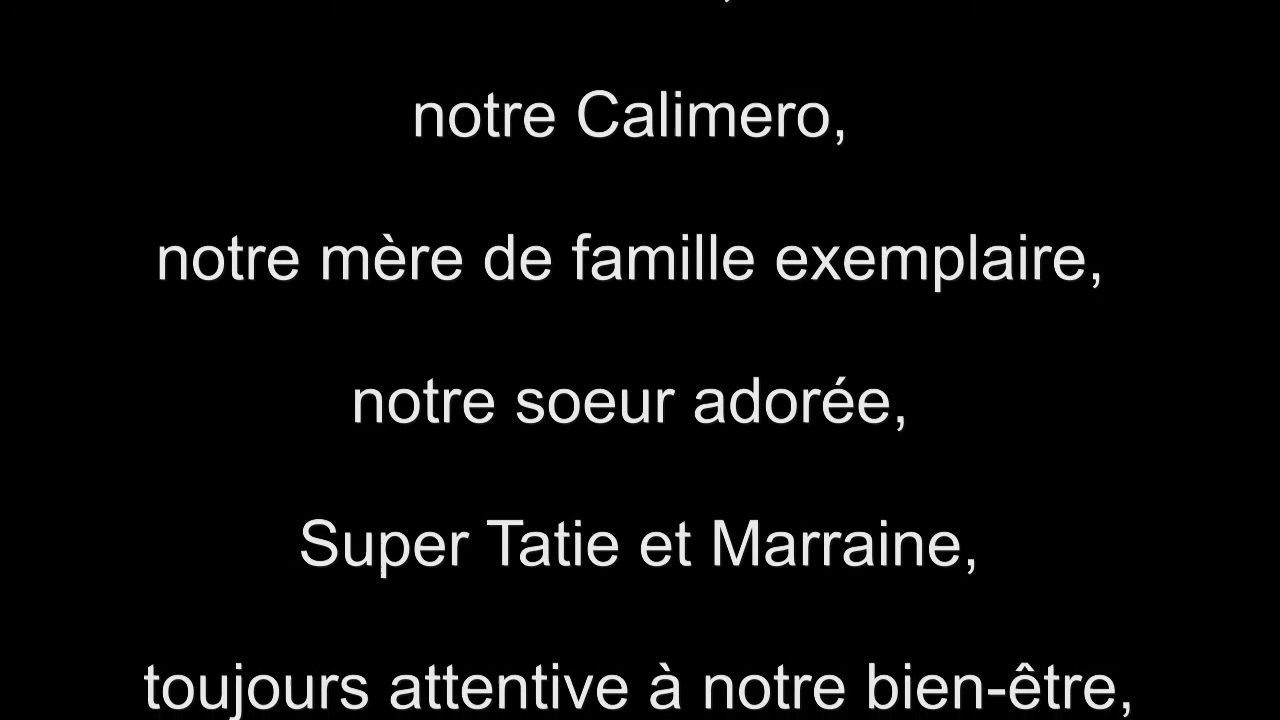 notre Calimero,
notre mère de famille exemplaire,
notre soeur adorée,
Super Tatie et Marraine,
toujours attentive à notre bien-être,